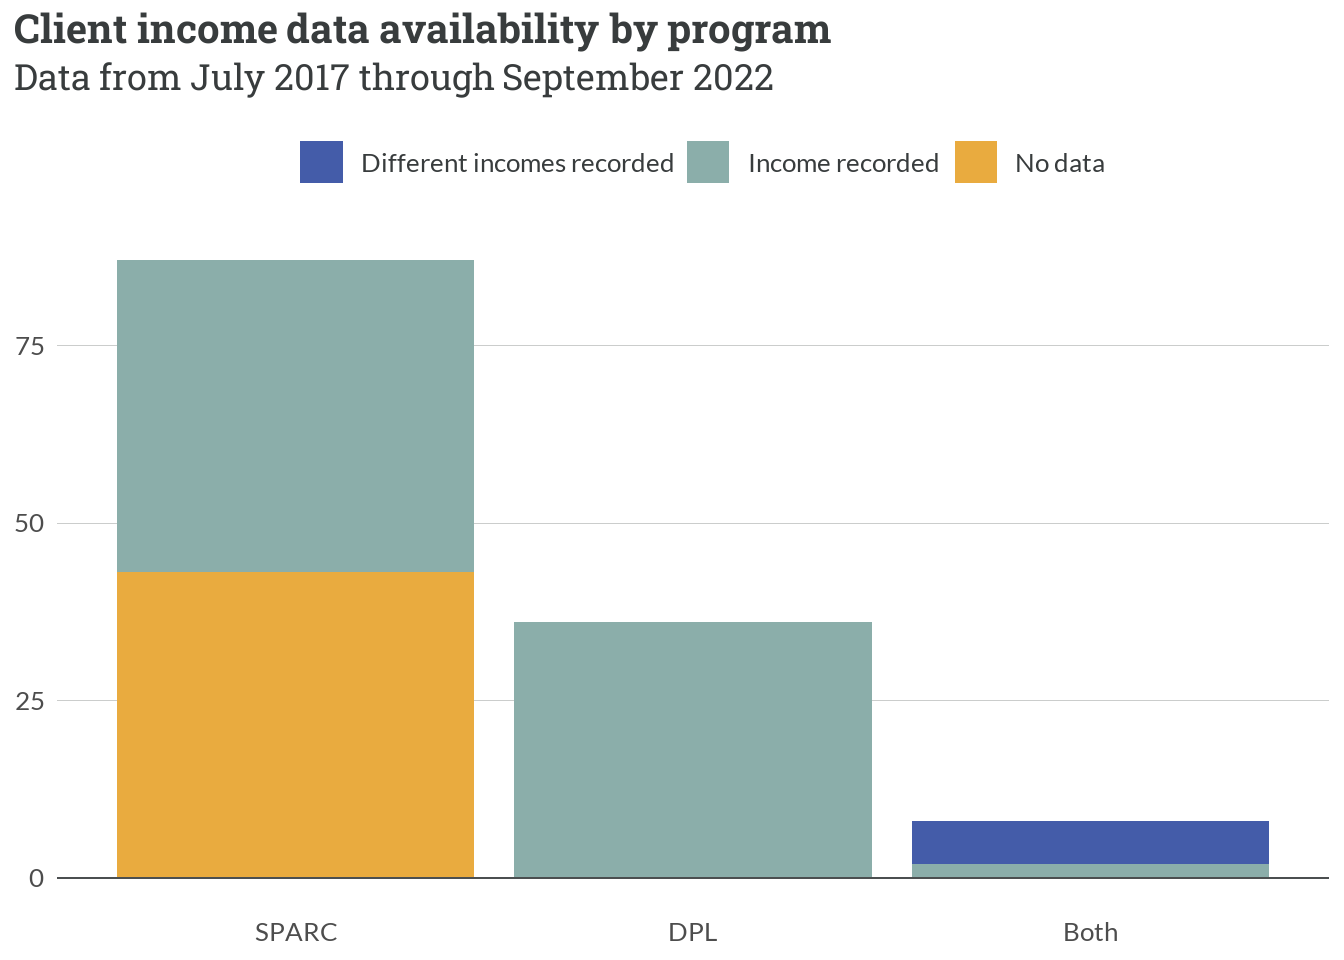 Client income data availability by program
Data from July 2017 through September 2022
Different incomes recorded Income recorded No data
75
50
25
0
SPARC DPL Both